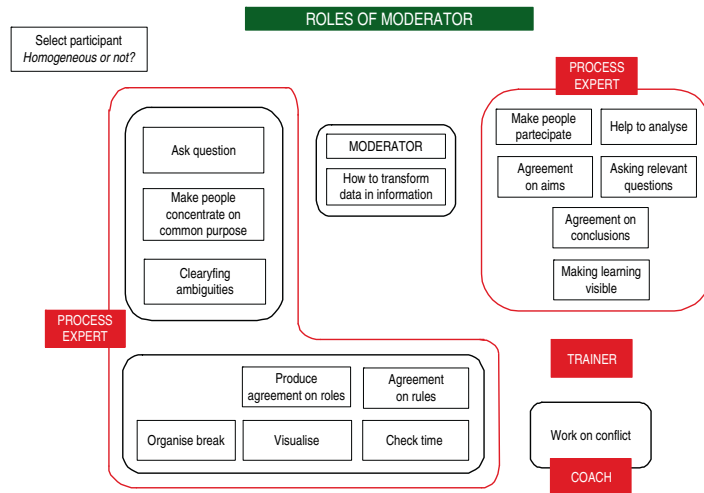 ROLES OF MODERATOR
Select participant
Homogeneous or not?
PROCESS
EXPERT
Make people
partecipate
Help to analyse
Agreement
on aims
Asking relevant
questions
Agreement on
conclusions
Making learning
visible
Ask question
Make people
concentrate on
common purpose
Clearyfing
ambiguities
MODERATOR
How to transform
data in information
PROCESS
EXPERT
Produce
agreement on roles
Agreement
on rules
Organise break
Visualise
Check time
TRAINER
Work on conflict
COACH